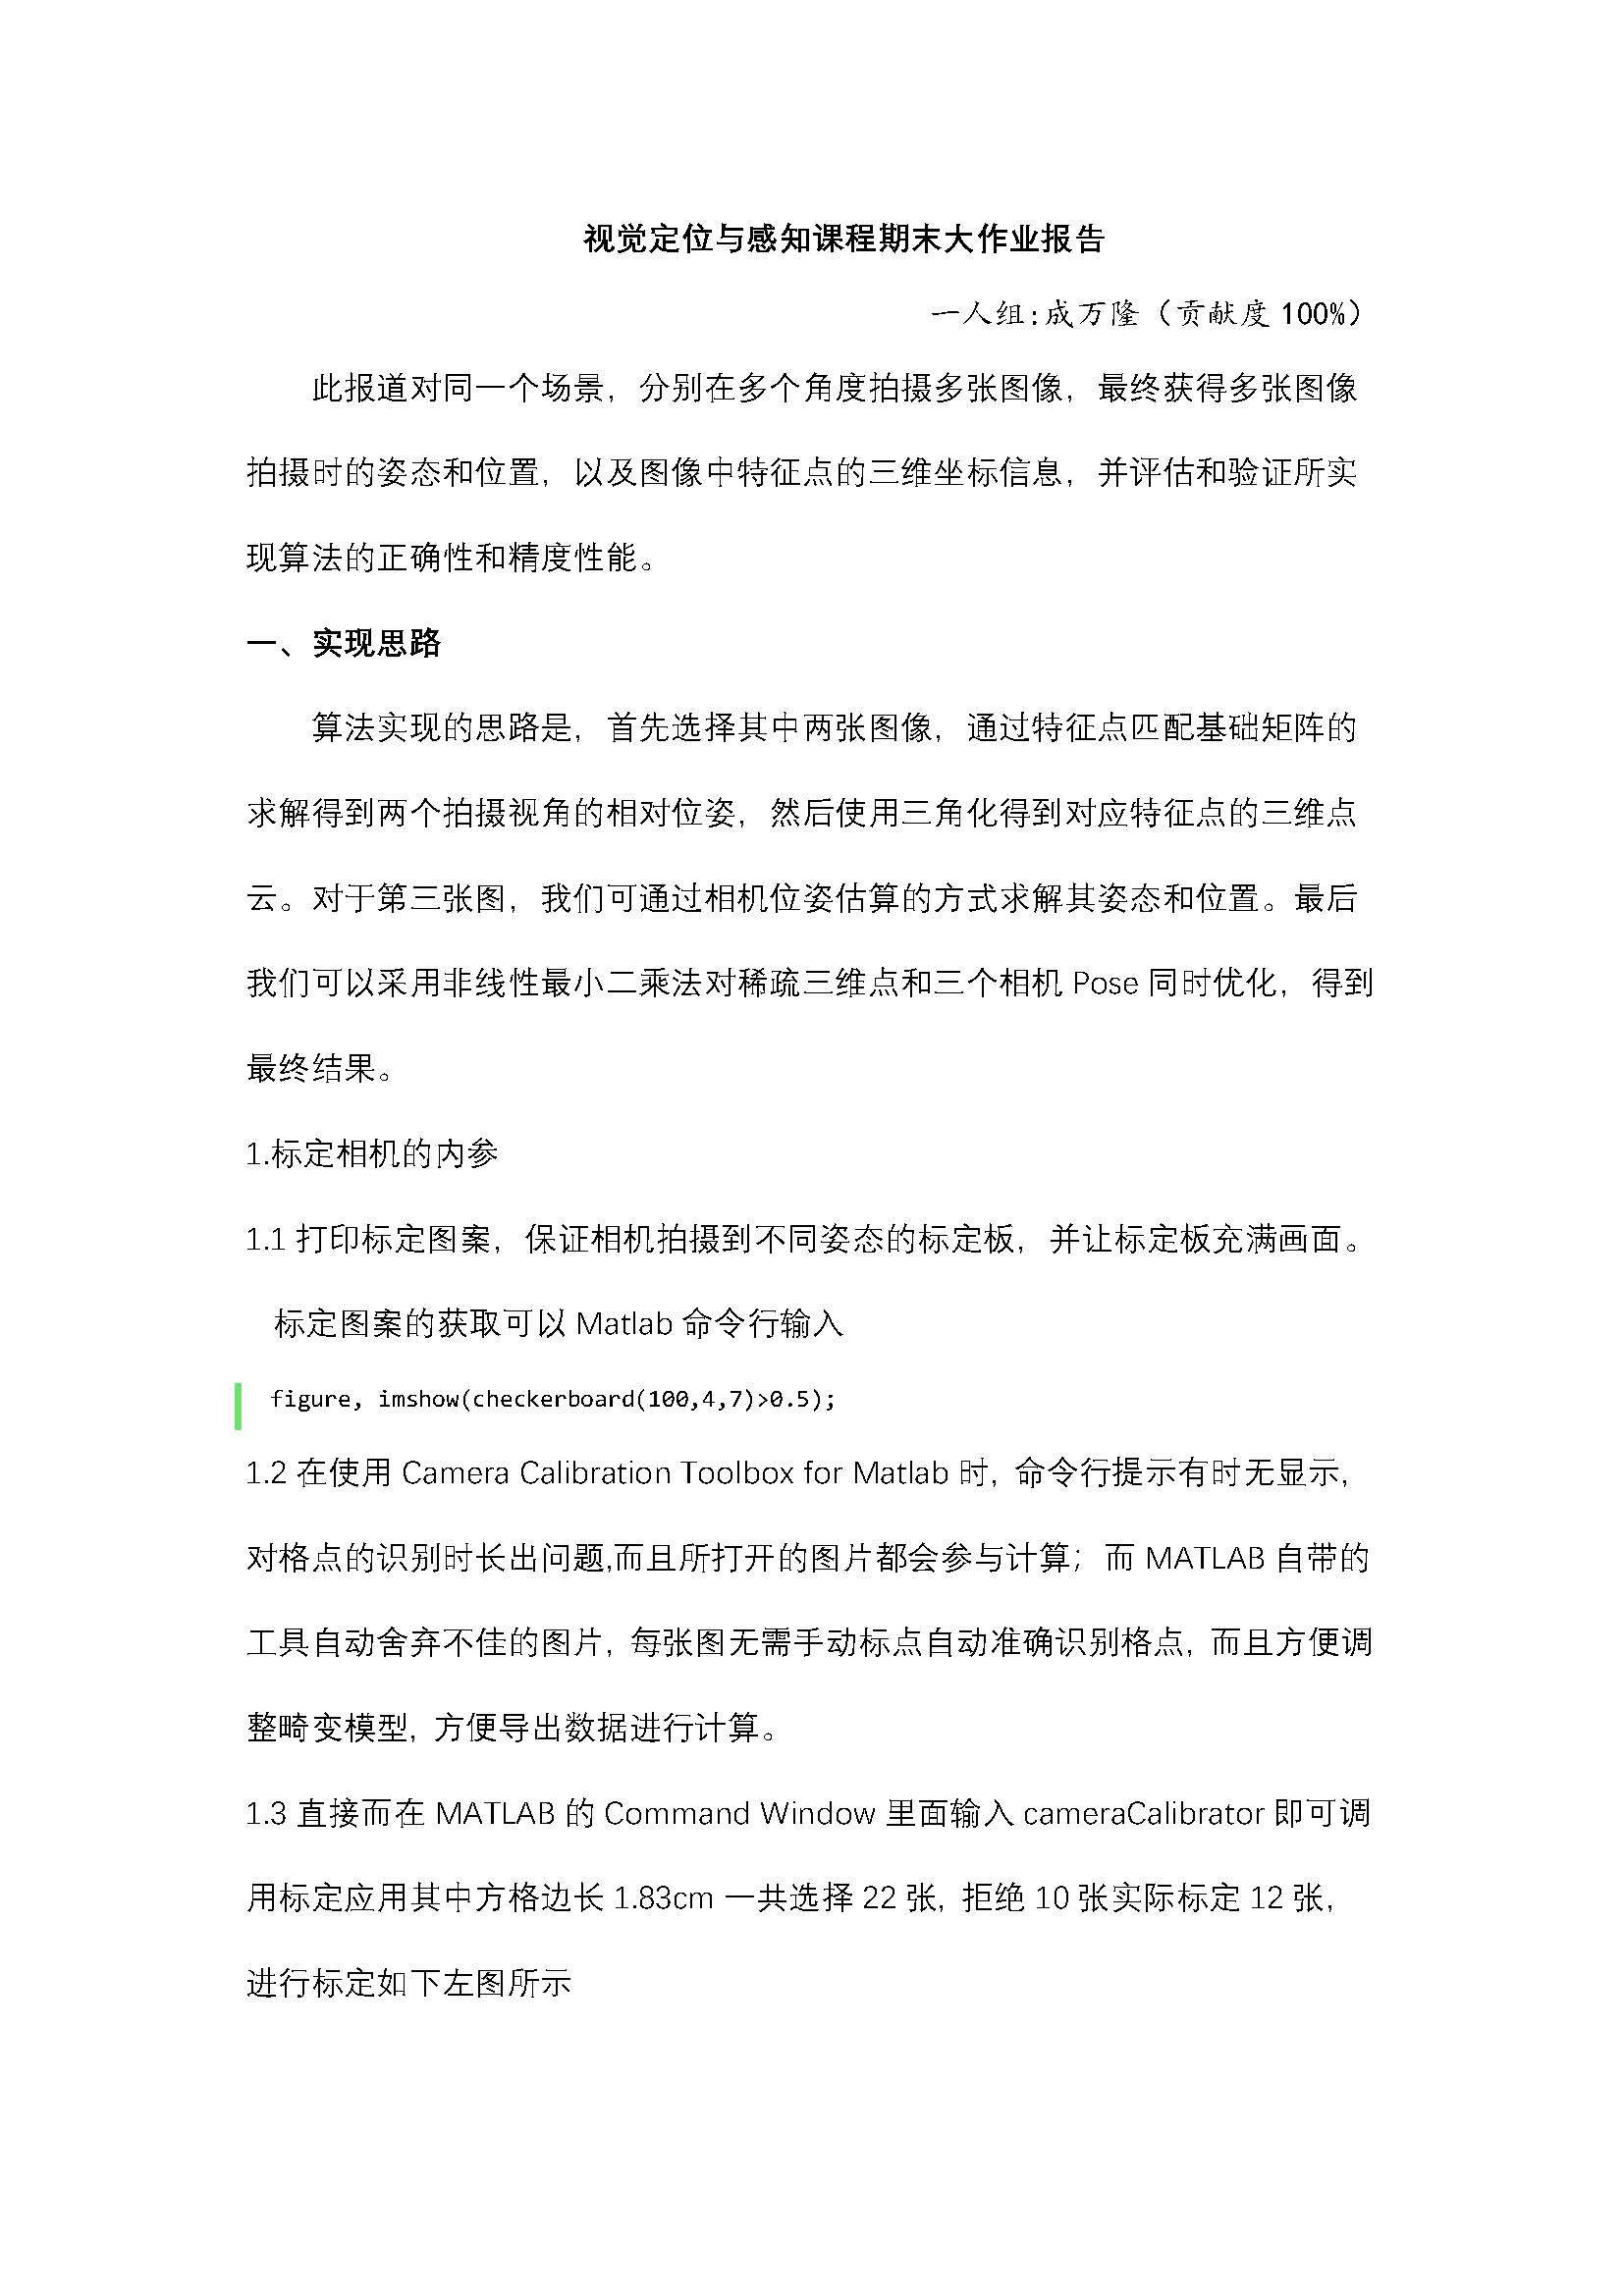 视觉定位与感知课程期末大作业报告
一人组:成万隆（贡献度 100%）
此报道对同一个场景，分别在多个角度拍摄多张图像，最终获得多张图像
拍摄时的姿态和位置，以及图像中特征点的三维坐标信息，并评估和验证所实
现算法的正确性和精度性能。
一、实现思路
算法实现的思路是，首先选择其中两张图像，通过特征点匹配基础矩阵的
求解得到两个拍摄视角的相对位姿，然后使用三角化得到对应特征点的三维点
云。对于第三张图，我们可通过相机位姿估算的方式求解其姿态和位置。最后
我们可以采用非线性最小二乘法对稀疏三维点和三个相机 Pose 同时优化，得到
最终结果。
1.标定相机的内参
1.1 打印标定图案，保证相机拍摄到不同姿态的标定板，并让标定板充满画面。
标定图案的获取可以 Matlab 命令行输入
figure, imshow(checkerboard(100,4,7)>0.5);
1.2 在使用 Camera Calibration Toolbox for Matlab 时, 命令行提示有时无显示,
对格点的识别时长出问题,而且所打开的图片都会参与计算；而 MATLAB 自带的
工具自动舍弃不佳的图片, 每张图无需手动标点自动准确识别格点, 而且方便调
整畸变模型, 方便导出数据进行计算。
1.3 直接而在 MATLAB 的 Command Window 里面输入 cameraCalibrator 即可调
用标定应用其中方格边长 1.83cm 一共选择 22 张, 拒绝 10 张实际标定 12 张,
进行标定如下左图所示